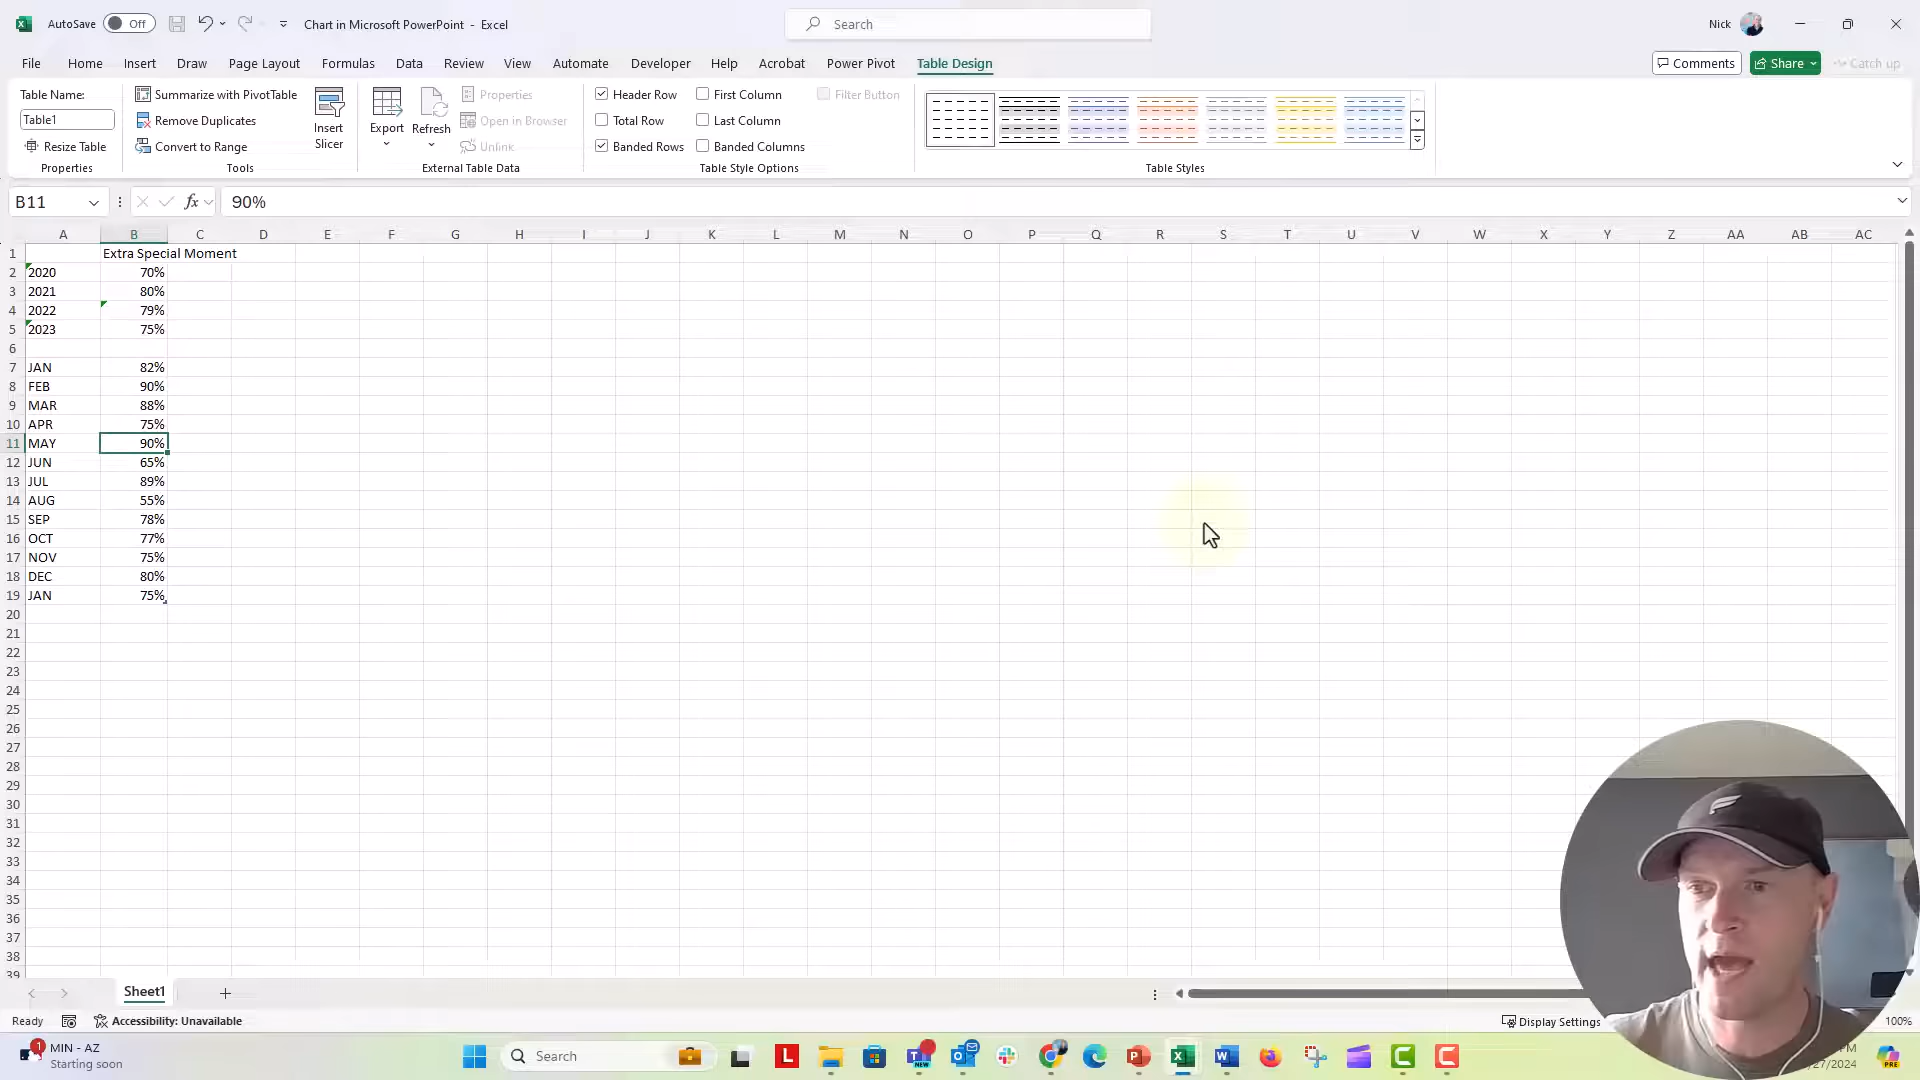 AutoSave Off Chart in Microsoft PowerPoint - Excel Search Nick
File Home Insert Draw Page Layout Formulas Data Review View Automate Developer Help Acrobat Power Pivot Table Design Comments Share Catch up
Table Name:
Table1
Resize Table
Properties
Summarize with PivotTable
Remove Duplicates
Convert to Range
Tools
Insert
Slicer
Export Refresh
Properties
Open in Browser
Unlink
External Table Data
Header Row First Column Filter Button
Total Row Last Column
Banded Rows Banded Columns
Table Style Options
Table Styles
B11 fx 90%
A B C D E F G H I J K L M N O P Q R S T U V W X Y Z AA AB AC
1 Extra Special Moment
2 2020 70%
3 2021 80%
4 2022 79%
5 2023 75%
6
7 JAN 82%
8 FEB 90%
9 MAR 88%
10 APR 75%
11 MAY 90%
12 JUN 65%
13 JUL 89%
14 AUG 55%
15 SEP 78%
16 OCT 77%
17 NOV 75%
18 DEC 80%
19 JAN 75%
20
21
22
23
24
25
26
27
28
29
30
31
32
33
34
35
36
37
38
39
Sheet1
Ready Accessibility: Unavailable Display Settings 100%
1 MIN - AZ
Starting soon
Search
L
NEW
PRE
/27/2024